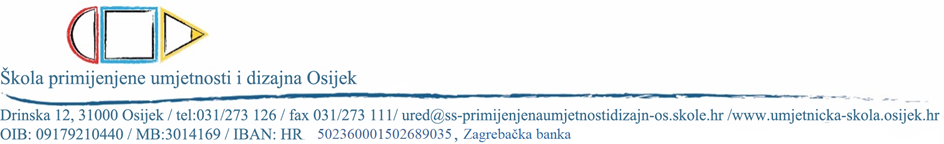 Škola primijenjene umjetnosti i dizajna Osijek
Drinska 12, 31000 Osijek / tel:031/273 126 / fax 031/273 111/ ured@ss-primijenjenaumjetnostidizajn-os.skole.hr /www.umjetnicka-skola.osijek.hr
OIB: 09179210440 / MB:3014169 / IBAN: HR 502360001502689035, Zagrebačka banka